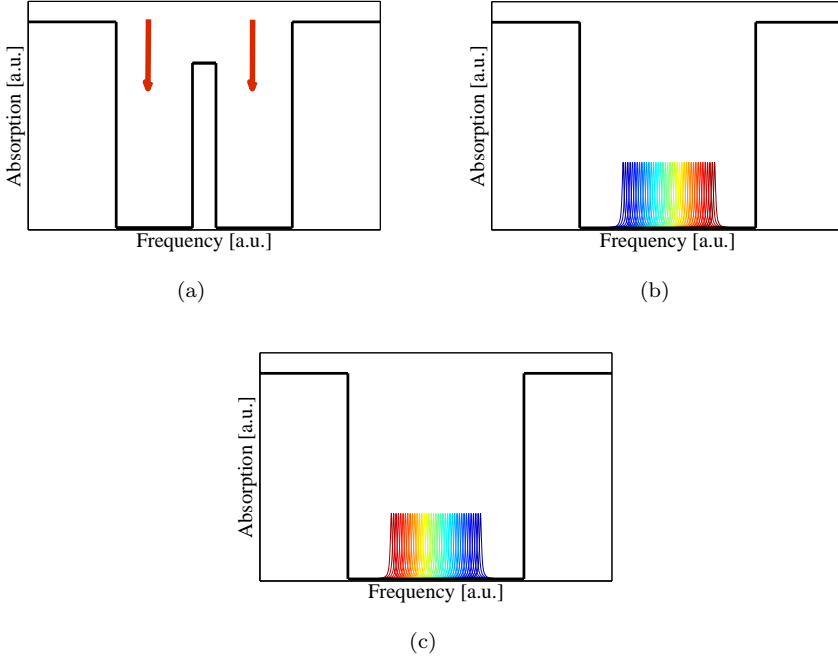 Absorption [a.u.]
Frequency [a.u.]
(a)
Absorption [a.u.]
Frequency [a.u.]
(b)
Absorption [a.u.]
Frequency [a.u.]
(c)